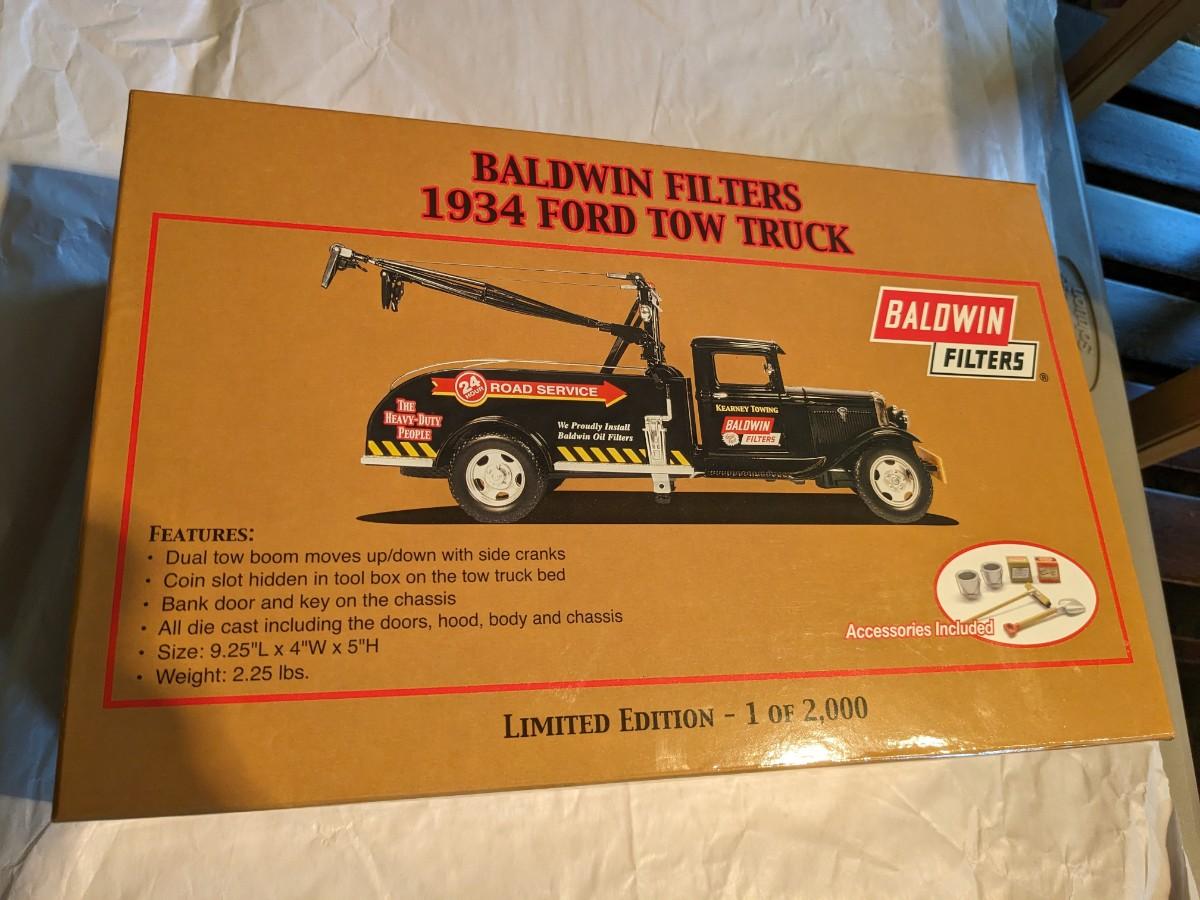 BALDWIN FILTERS
1934 FORD TOW TRUCK
BALDWIN
FILTERS
®
24
HOUR
ROAD SERVICE
THE
HEAVY-DUTY
PEOPLE
We Proudly Install
Baldwin Oil Filters
KEARNEY TOWING
BALDWIN
FILTERS
FEATURES:
• Dual tow boom moves up/down with side cranks
• Coin slot hidden in tool box on the tow truck bed
• Bank door and key on the chassis
• All die cast including the doors, hood, body and chassis
• Size: 9.25"L x 4"W x 5"H
• Weight: 2.25 lbs.
Accessories Included
LIMITED EDITION - 1 OF 2,000